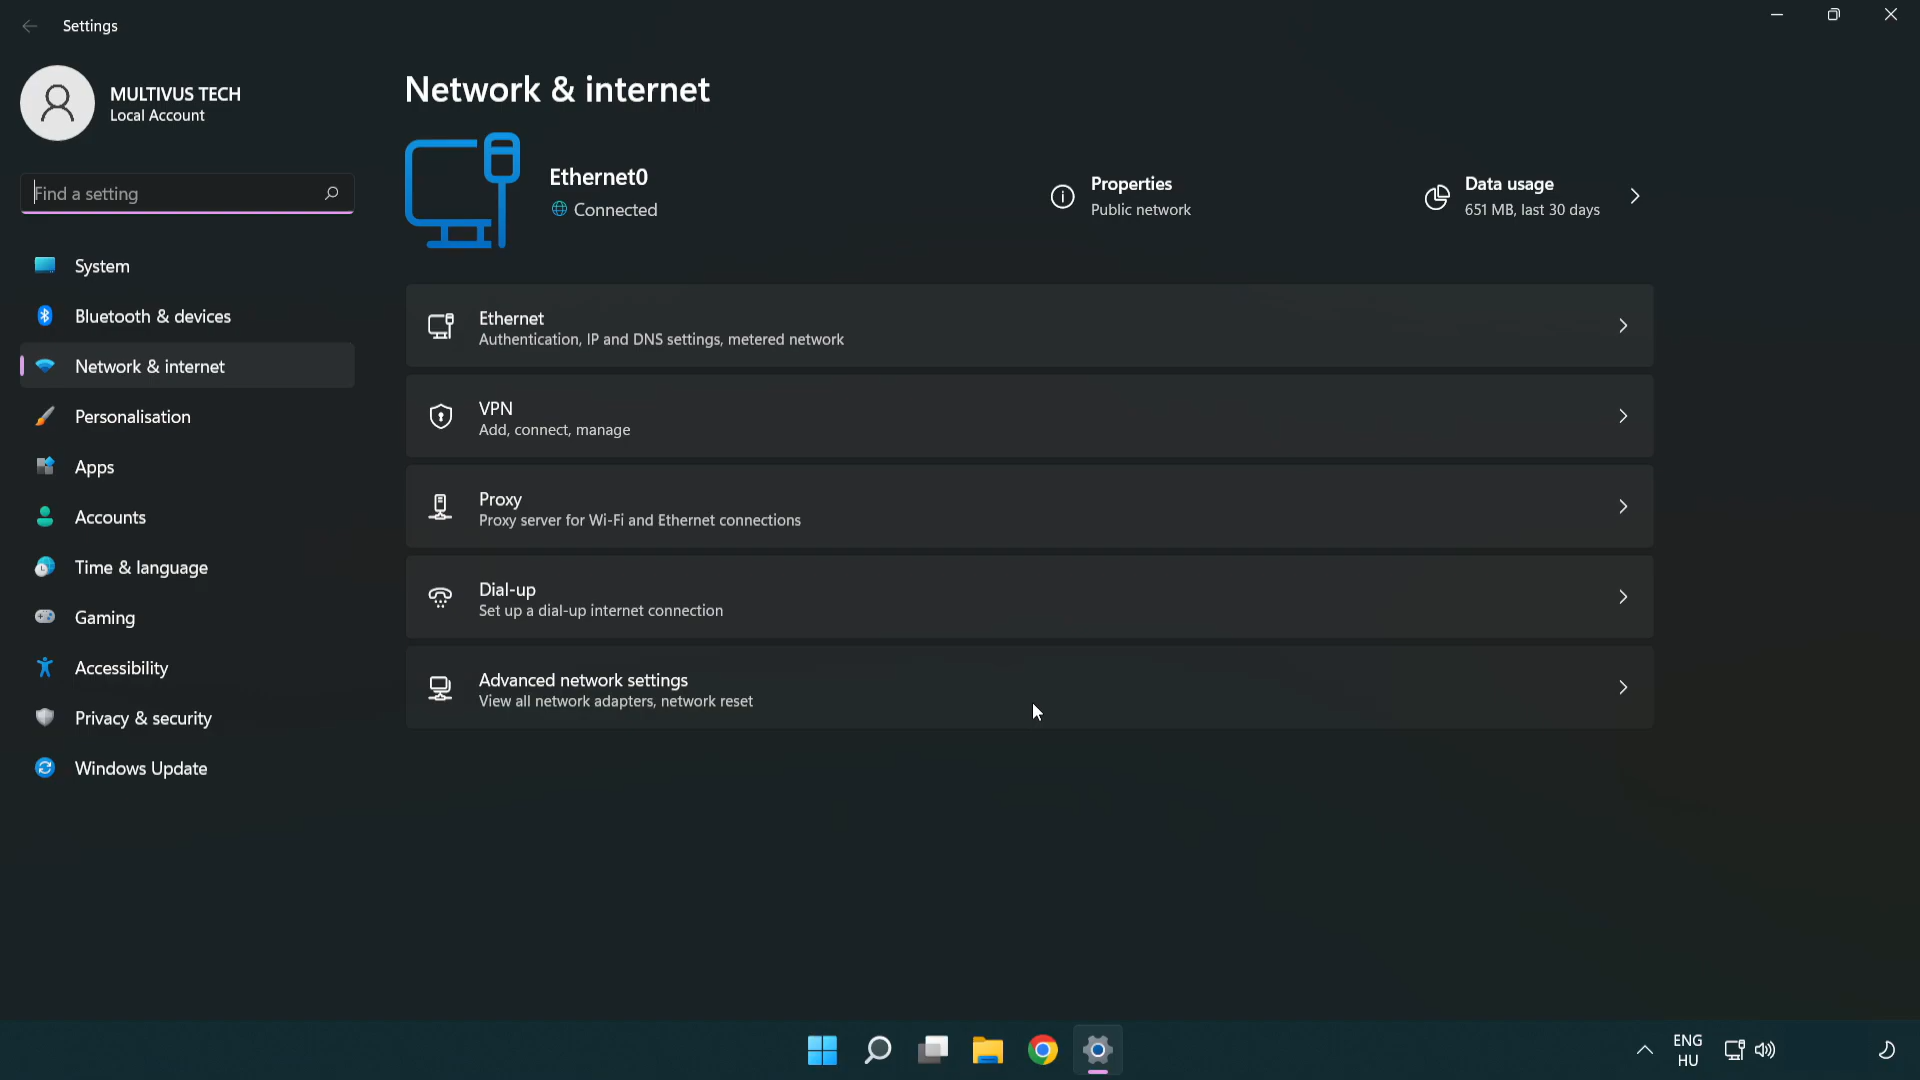 Settings
MULTIVUS TECH
Local Account
Find a setting
System
Bluetooth & devices
Network & internet
Personalisation
Apps
Accounts
Time & language
Gaming
Accessibility
Privacy & security
Windows Update
Network & internet
Ethernet0
Connected
Properties
Public network
Data usage
651 MB, last 30 days
Ethernet
Authentication, IP and DNS settings, metered network
VPN
Add, connect, manage
Proxy
Proxy server for Wi-Fi and Ethernet connections
Dial-up
Set up a dial-up internet connection
Advanced network settings
View all network adapters, network reset
ENG
HU